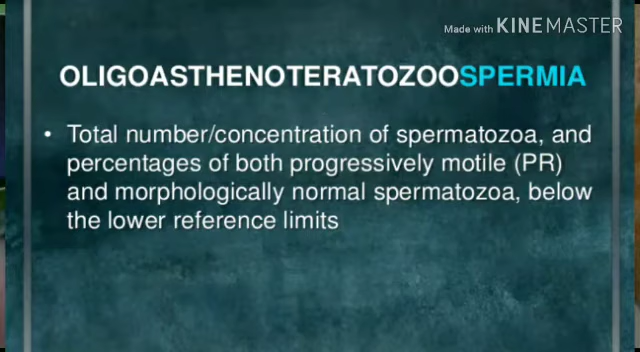 Made with KINEMASTER
OLIGOASTHENOTERATOZOOSPERMIA
• Total number/concentration of spermatozoa, and
percentages of both progressively motile (PR)
and morphologically normal spermatozoa, below
the lower reference limits